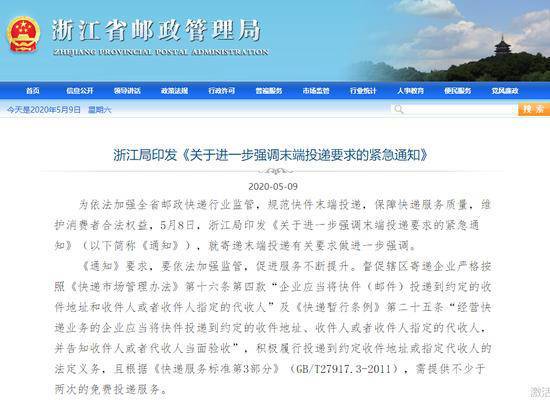 浙江省邮政管理局
ZHEJIANG PROVINCIAL POSTAL ADMINISTRATION
首页 信息公开 领导讲话 政策法规 行政许可 普遍服务 市场监管 行业统计 人事教育 便民服务 党风廉政
今天是2020年5月9日 星期六 搜 索
浙江局印发《关于进一步强调末端投递要求的紧急通知》
2020-05-09
为依法加强全省邮政快递行业监管，规范快件末端投递，保障快递服务质量，维
护消费者合法权益，5月8日，浙江局印发《关于进一步强调末端投递要求的紧急通
知》（以下简称《通知》），就寄递末端投递有关要求做进一步强调。
《通知》要求，要依法加强监管，促进服务不断提升。督促辖区寄递企业严格按
照《快递市场管理办法》第十六条第四款“企业应当将快件（邮件）投递到约定的收
件地址和收件人或者收件人指定的代收人”及《快递暂行条例》第二十五条“经营快
递业务的企业应当将快件投递到约定的收件地址、收件人或者收件人指定的代收人，
并告知收件人或者代收人当面验收”，积极履行投递到约定收件地址或指定代收人的
法定义务，且根据《快递服务标准第3部分》（GB/T27917.3-2011），需提供不少于
两次的免费投递服务。
激活